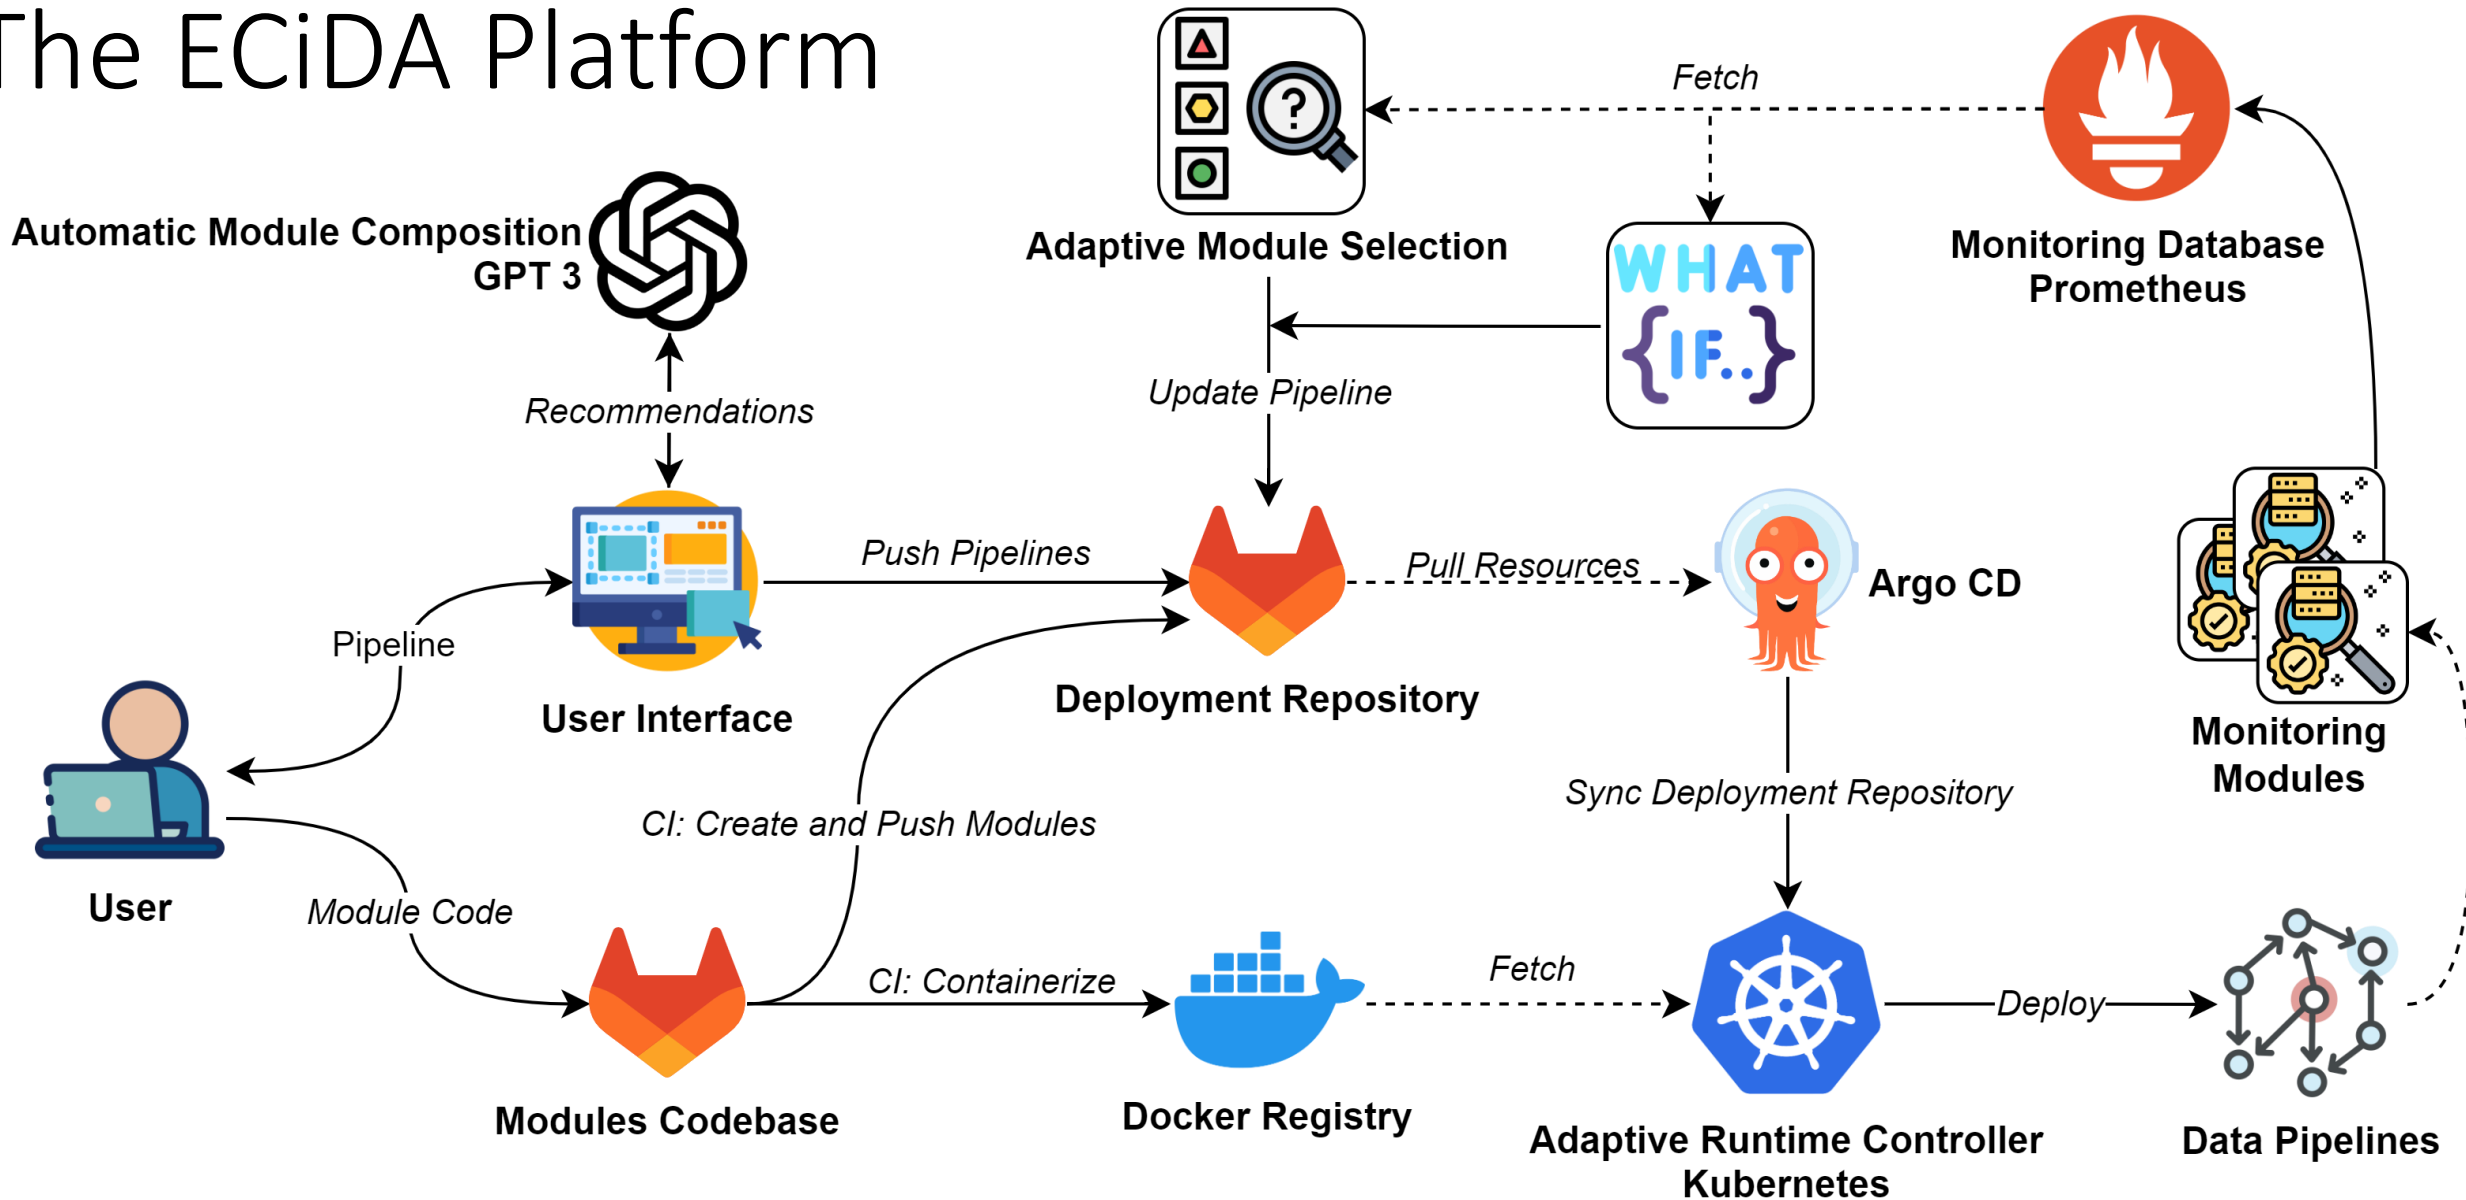 The ECiDA Platform
Fetch
?
Automatic Module Composition
GPT 3
Adaptive Module Selection
WHAT
{IF..}
Monitoring Database
Prometheus
Recommendations
Update Pipeline
Push Pipelines
Pull Resources
Argo CD
Pipeline
User Interface
Deployment Repository
Monitoring
Modules
CI: Create and Push Modules
Sync Deployment Repository
User
Module Code
CI: Containerize
Fetch
Deploy
Modules Codebase
Docker Registry
Adaptive Runtime Controller
Kubernetes
Data Pipelines